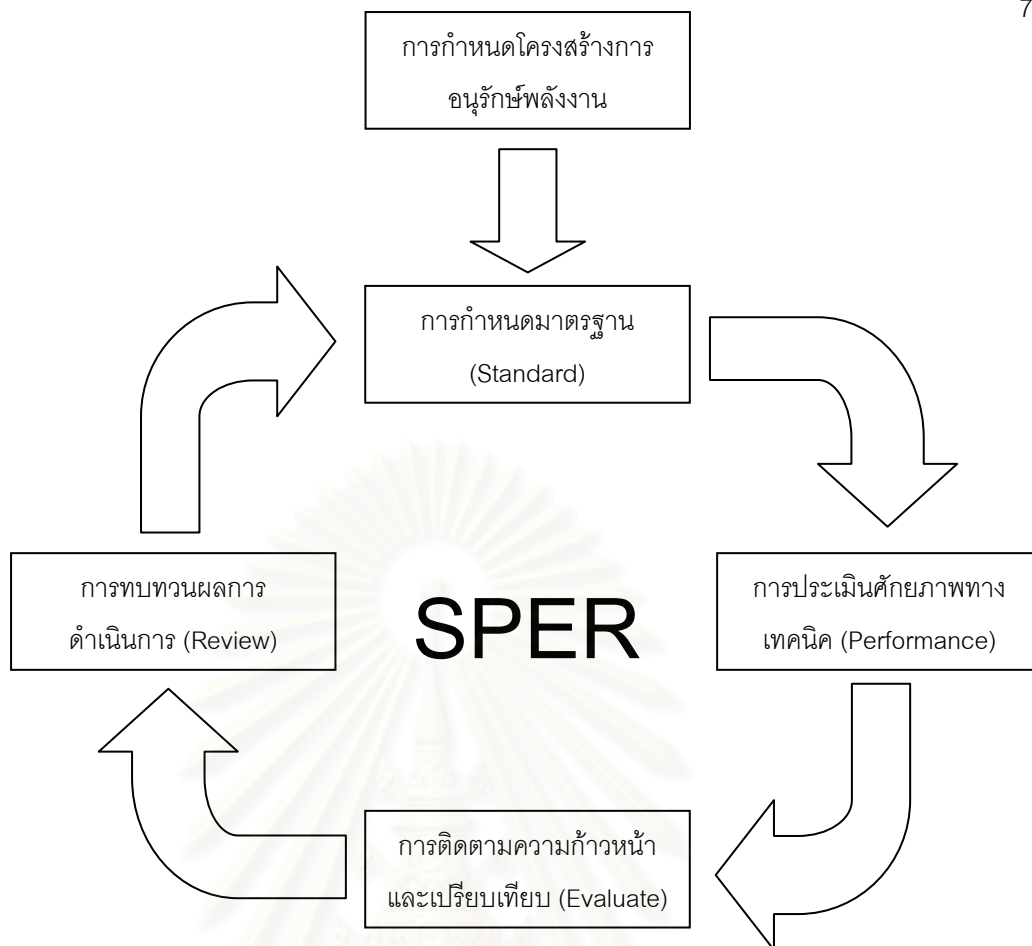 7
การกำหนดโครงสร้างการ
อนุรักษ์พลังงาน
การกำหนดมาตรฐาน
(Standard)
การทบทวนผลการ
ดำเนินการ (Review)
SPER
การประเมินศักยภาพทาง
เทคนิค (Performance)
การติดตามความก้าวหน้า
และเปรียบเทียบ (Evaluate)